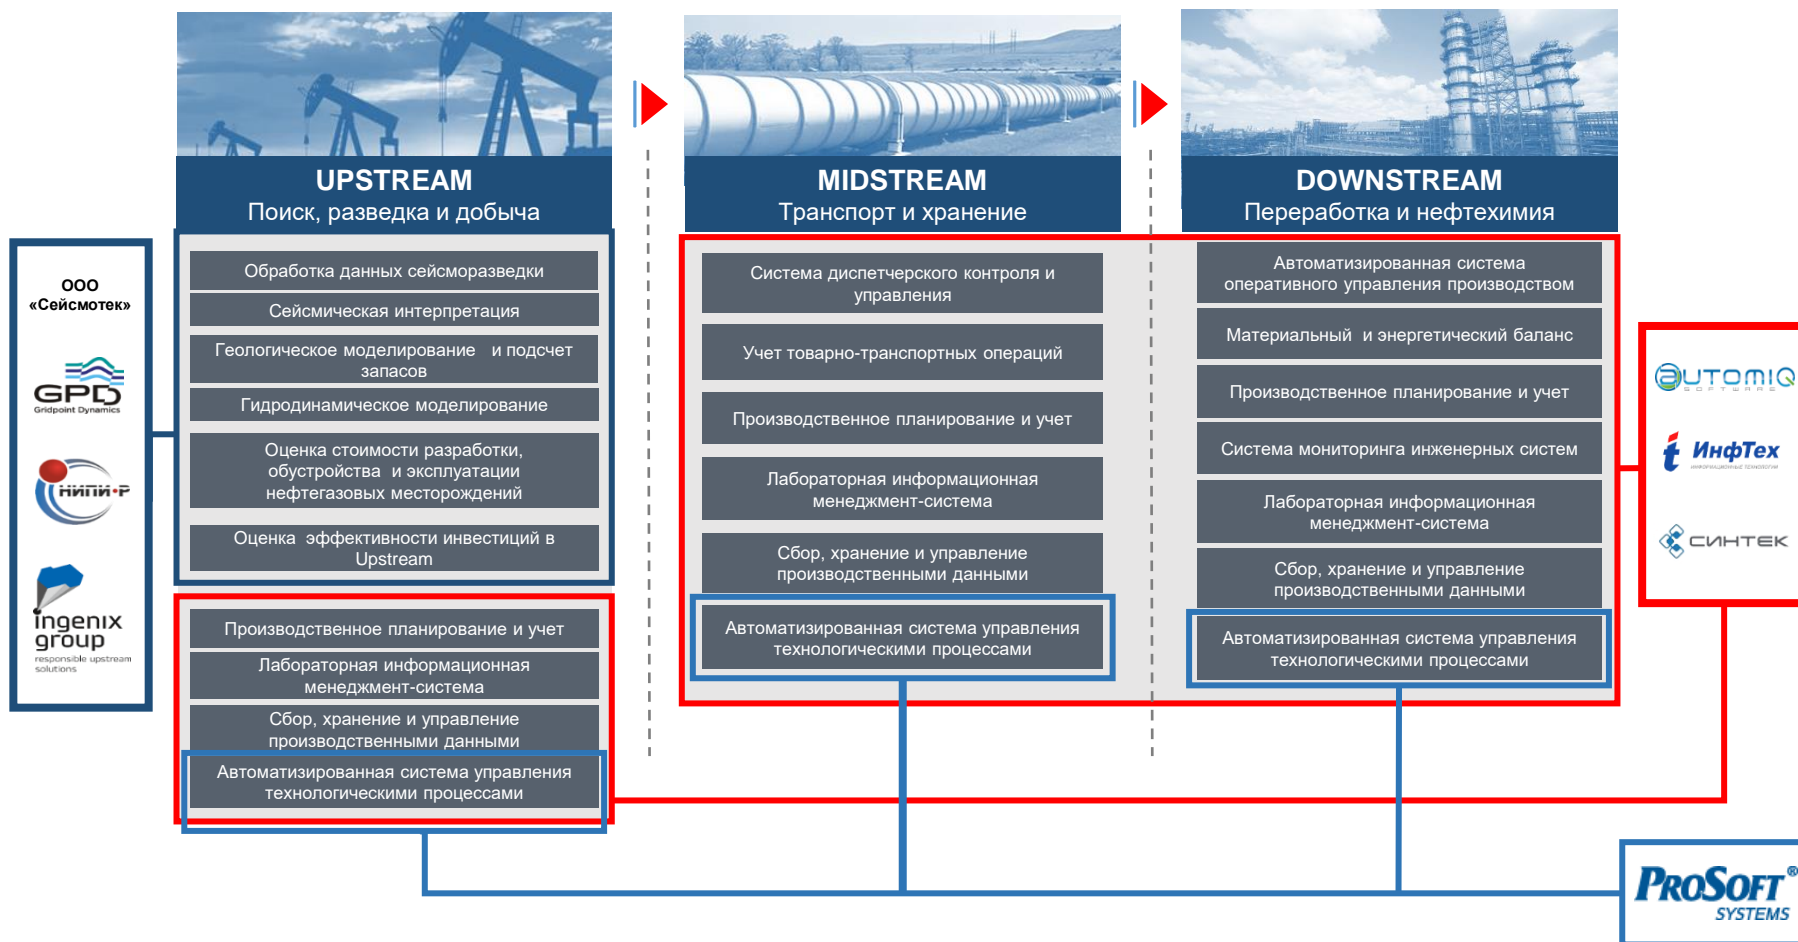 UPSTREAM
Поиск, разведка и добыча
MIDSTREAM
Транспорт и хранение
DOWNSTREAM
Переработка и нефтехимия
ООО
«Сейсмотек»
GPD
Gridpoint Dynamics
НИПИ-Р
ingenix
group
responsible upstream
solutions
Обработка данных сейсморазведки
Сейсмическая интерпретация
Геологическое моделирование и подсчет
запасов
Гидродинамическое моделирование
Оценка стоимости разработки,
обустройства и эксплуатации
нефтегазовых месторождений
Оценка эффективности инвестиций в
Upstream
Производственное планирование и учет
Лабораторная информационная
менеджмент-система
Сбор, хранение и управление
производственными данными
Автоматизированная система управления
технологическими процессами
Система диспетчерского контроля и
управления
Учет товарно-транспортных операций
Производственное планирование и учет
Лабораторная информационная
менеджмент-система
Сбор, хранение и управление
производственными данными
Автоматизированная система управления
технологическими процессами
Автоматизированная система
оперативного управления производством
Материальный и энергетический баланс
Производственное планирование и учет
Система мониторинга инженерных систем
Лабораторная информационная
менеджмент-система
Сбор, хранение и управление
производственными данными
Автоматизированная система управления
технологическими процессами
AUTOMIQ
SOFTWARE
ИнфТех
ИНФОРМАЦИОННЫЕ ТЕХНОЛОГИИ
СИНТЕК
PROSOFT®
SYSTEMS